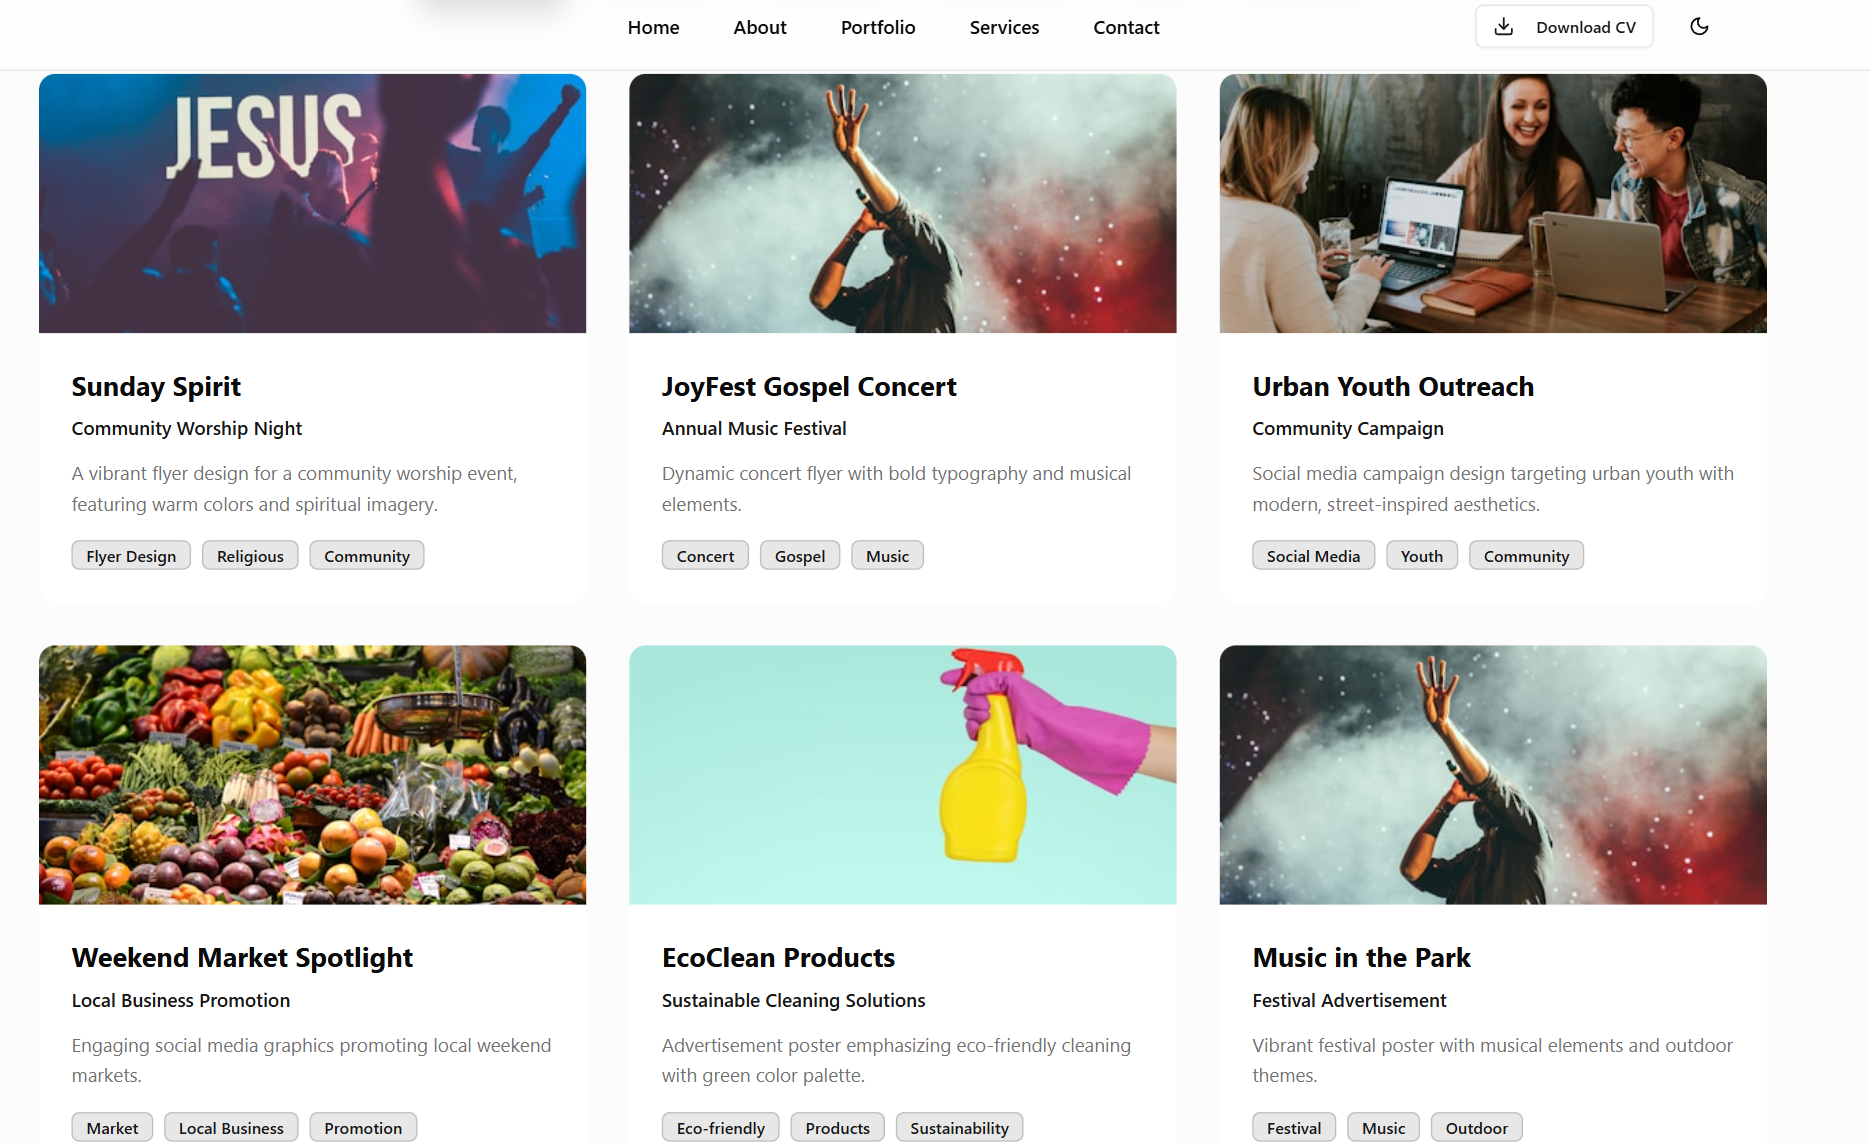 Home About Portfolio Services Contact Download CV
JESUS
Sunday Spirit
Community Worship Night
A vibrant flyer design for a community worship event,
featuring warm colors and spiritual imagery.
Flyer Design Religious Community
JoyFest Gospel Concert
Annual Music Festival
Dynamic concert flyer with bold typography and musical
elements.
Concert Gospel Music
Urban Youth Outreach
Community Campaign
Social media campaign design targeting urban youth with
modern, street-inspired aesthetics.
Social Media Youth Community
Weekend Market Spotlight
Local Business Promotion
Engaging social media graphics promoting local weekend
markets.
Market Local Business Promotion
EcoClean Products
Sustainable Cleaning Solutions
Advertisement poster emphasizing eco-friendly cleaning
with green color palette.
Eco-friendly Products Sustainability
Music in the Park
Festival Advertisement
Vibrant festival poster with musical elements and outdoor
themes.
Festival Music Outdoor